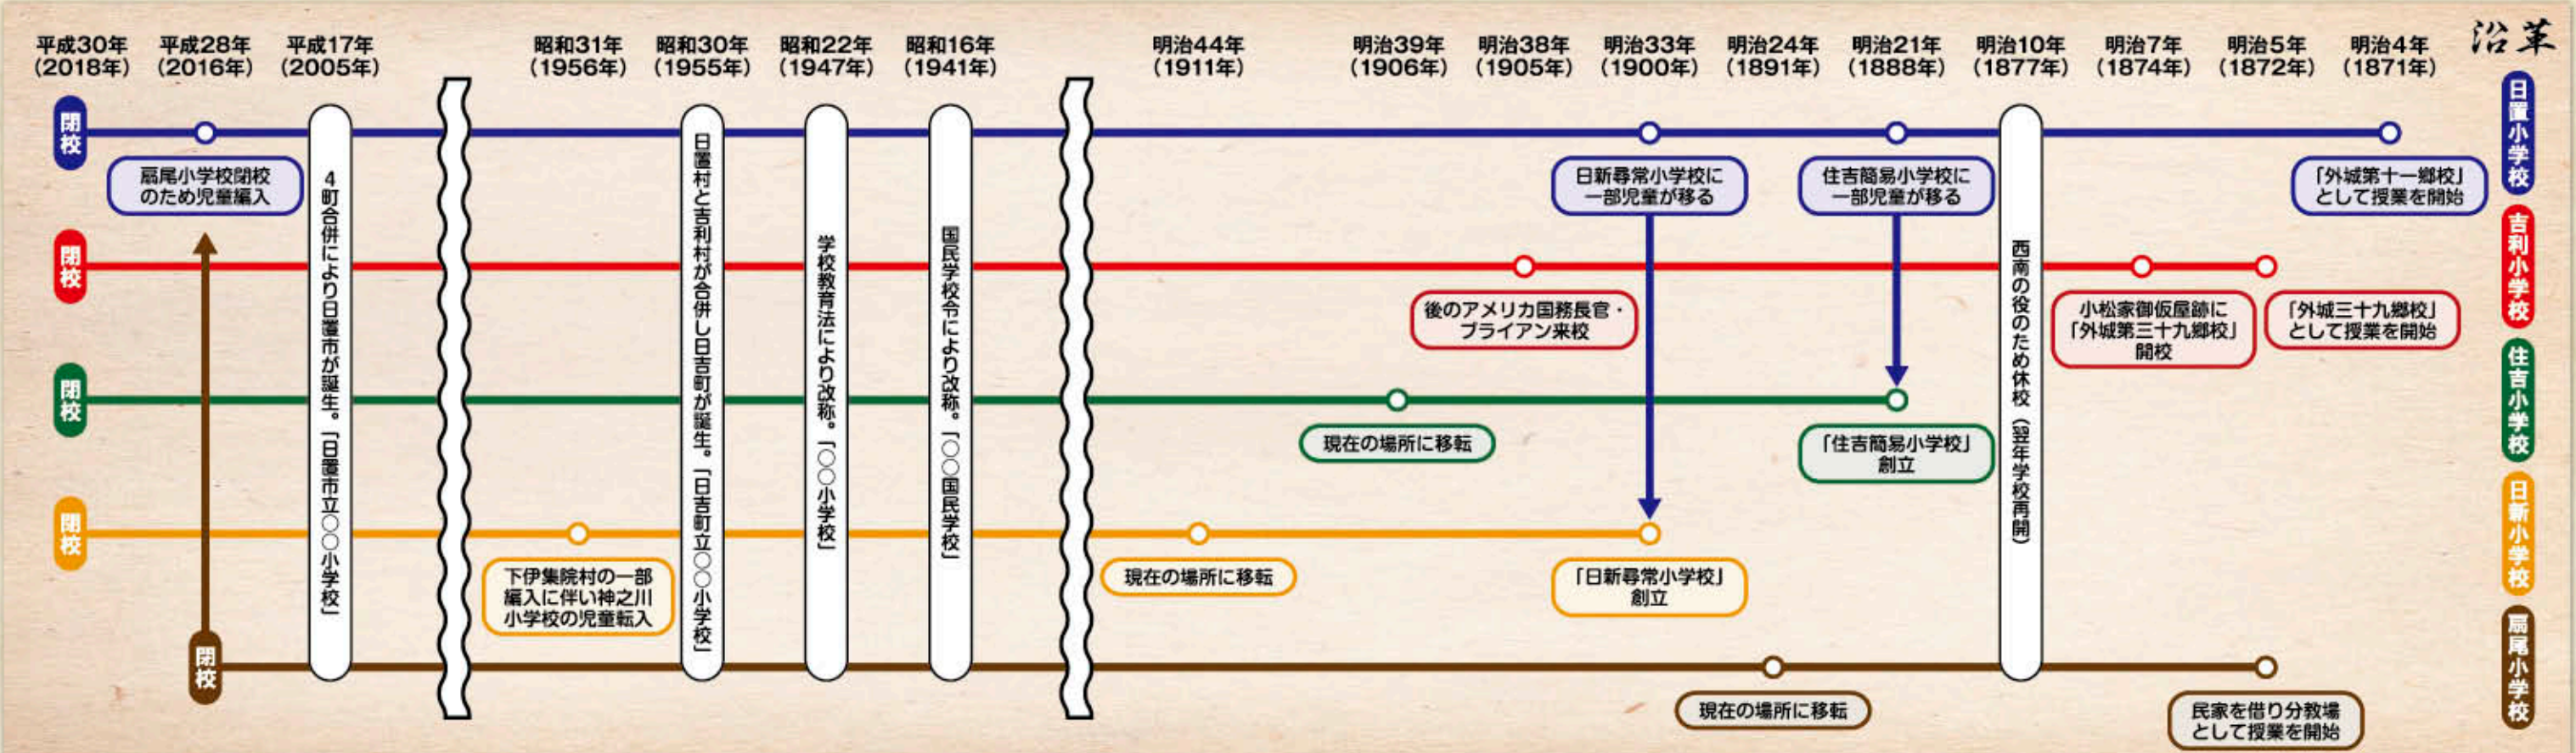 沿革
平成30年
(2018年)
平成28年
(2016年)
平成17年
(2005年)
昭和31年
(1956年)
昭和30年
(1955年)
昭和22年
(1947年)
昭和16年
(1941年)
明治44年
(1911年)
明治39年
(1906年)
明治38年
(1905年)
明治33年
(1900年)
明治24年
(1891年)
明治21年
(1888年)
明治10年
(1877年)
明治7年
(1874年)
明治5年
(1872年)
明治4年
(1871年)
日置小学校
「外城第十一郷校」
として授業を開始
住吉簡易小学校に
一部児童が移る
日新尋常小学校に
一部児童が移る
扇尾小学校閉校
のため児童編入
閉校
吉利小学校
「外城三十九郷校」
として授業を開始
小松家御仮屋跡に
「外城第三十九郷校」
開校
後のアメリカ国務長官・
ブライアン来校
閉校
住吉小学校
「住吉簡易小学校」
創立
現在の場所に移転
閉校
日新小学校
「日新尋常小学校」
創立
現在の場所に移転
下伊集院村の一部
編入に伴い神之川
小学校の児童転入
閉校
扇尾小学校
民家を借り分教場
として授業を開始
現在の場所に移転
閉校
西南の役のため休校(翌年学校再開)
国民学校令により改称。「〇〇国民学校」
学校教育法により改称。「〇〇小学校」
日置村と吉利村が合併し日吉町が誕生。「日吉町立〇〇小学校」
4町合併により日置市が誕生。「日置市立〇〇小学校」